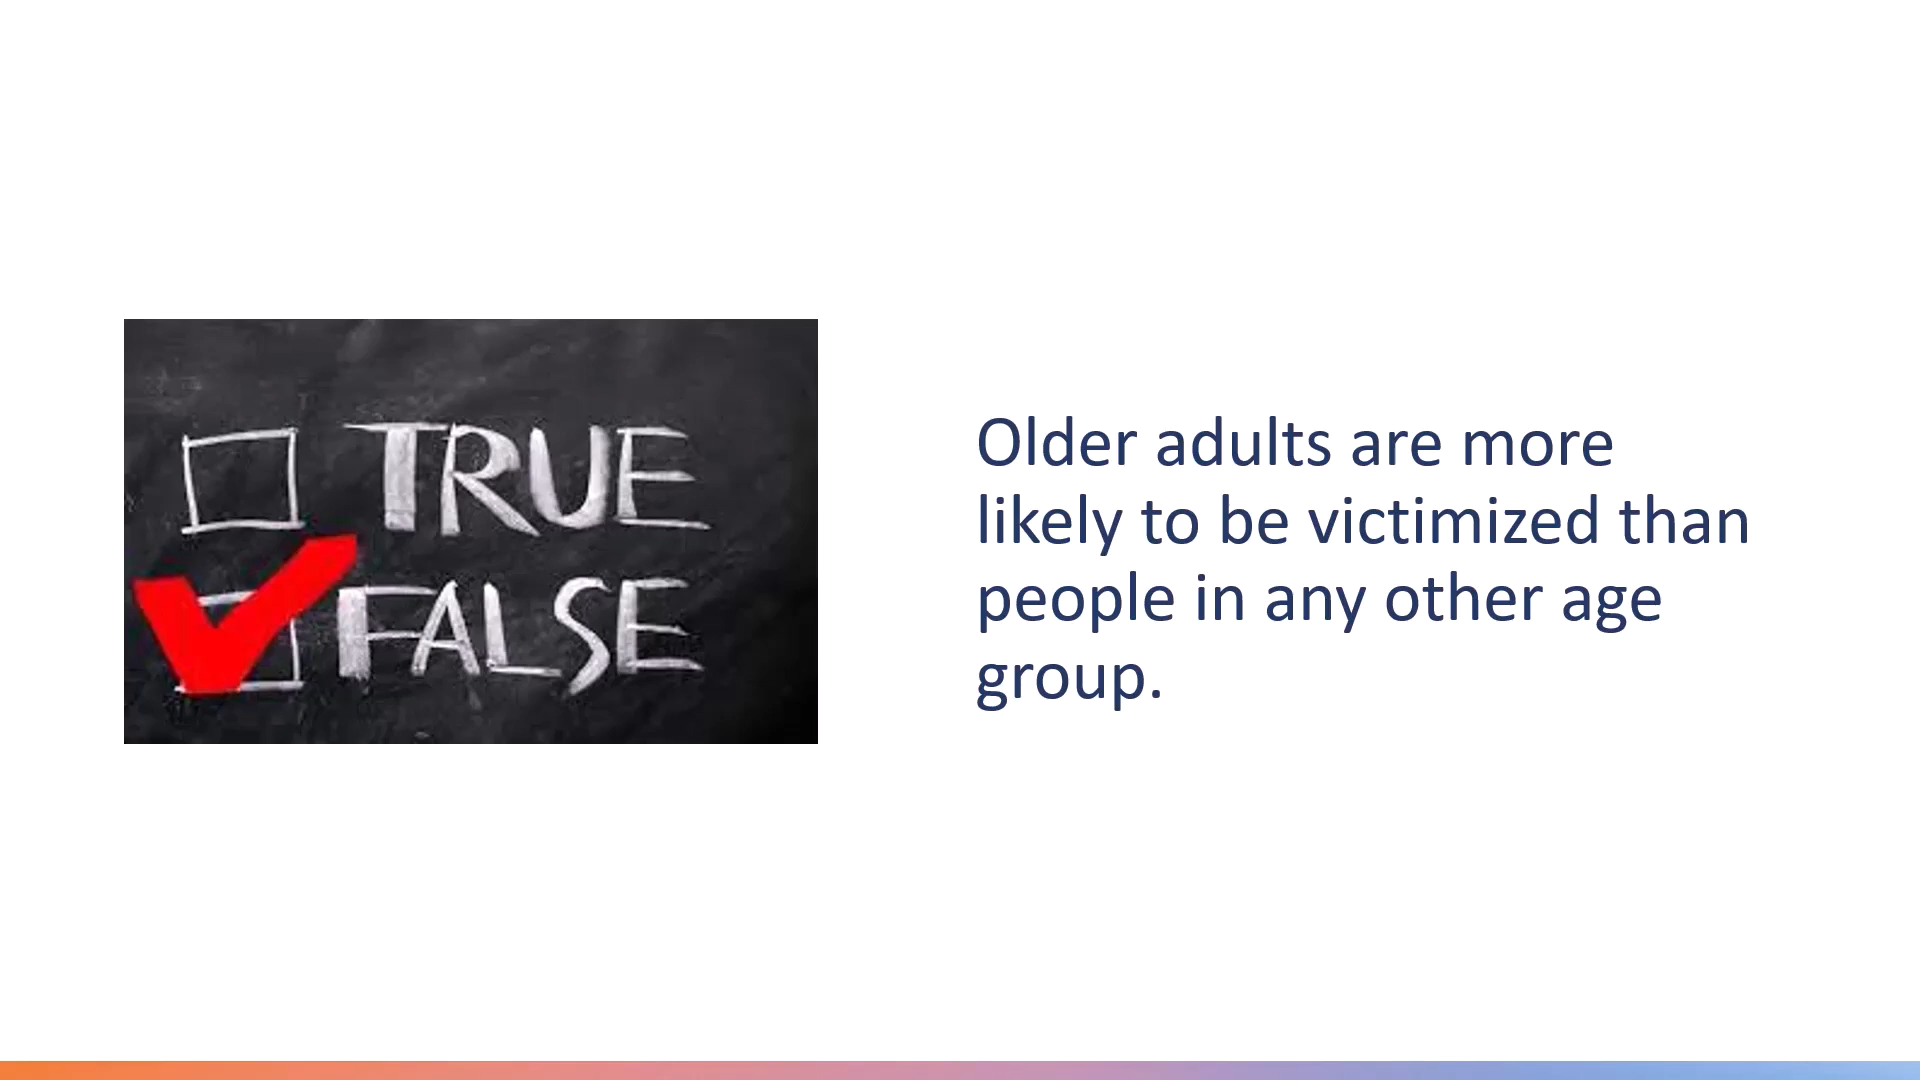 TRUE
FALSE
Older adults are more
likely to be victimized than
people in any other age
group.